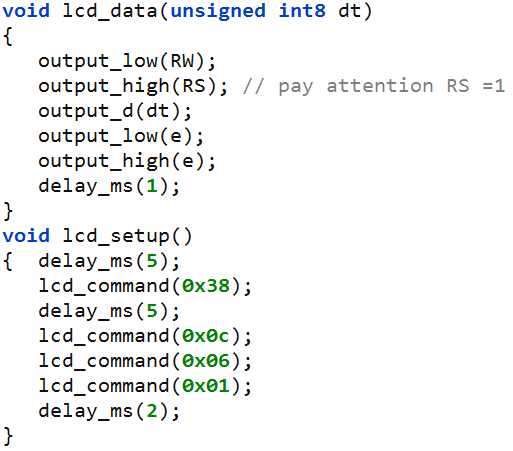 void lcd_data(unsigned int8 dt)
{
   output_low(RW);
   output_high(RS); // pay attention RS =1
   output_d(dt);
   output_low(e);
   output_high(e);
   delay_ms(1);
}
void lcd_setup()
{  delay_ms(5);
   lcd_command(0x38);
   delay_ms(5);
   lcd_command(0x0c);
   lcd_command(0x06);
   lcd_command(0x01);
   delay_ms(2);
}